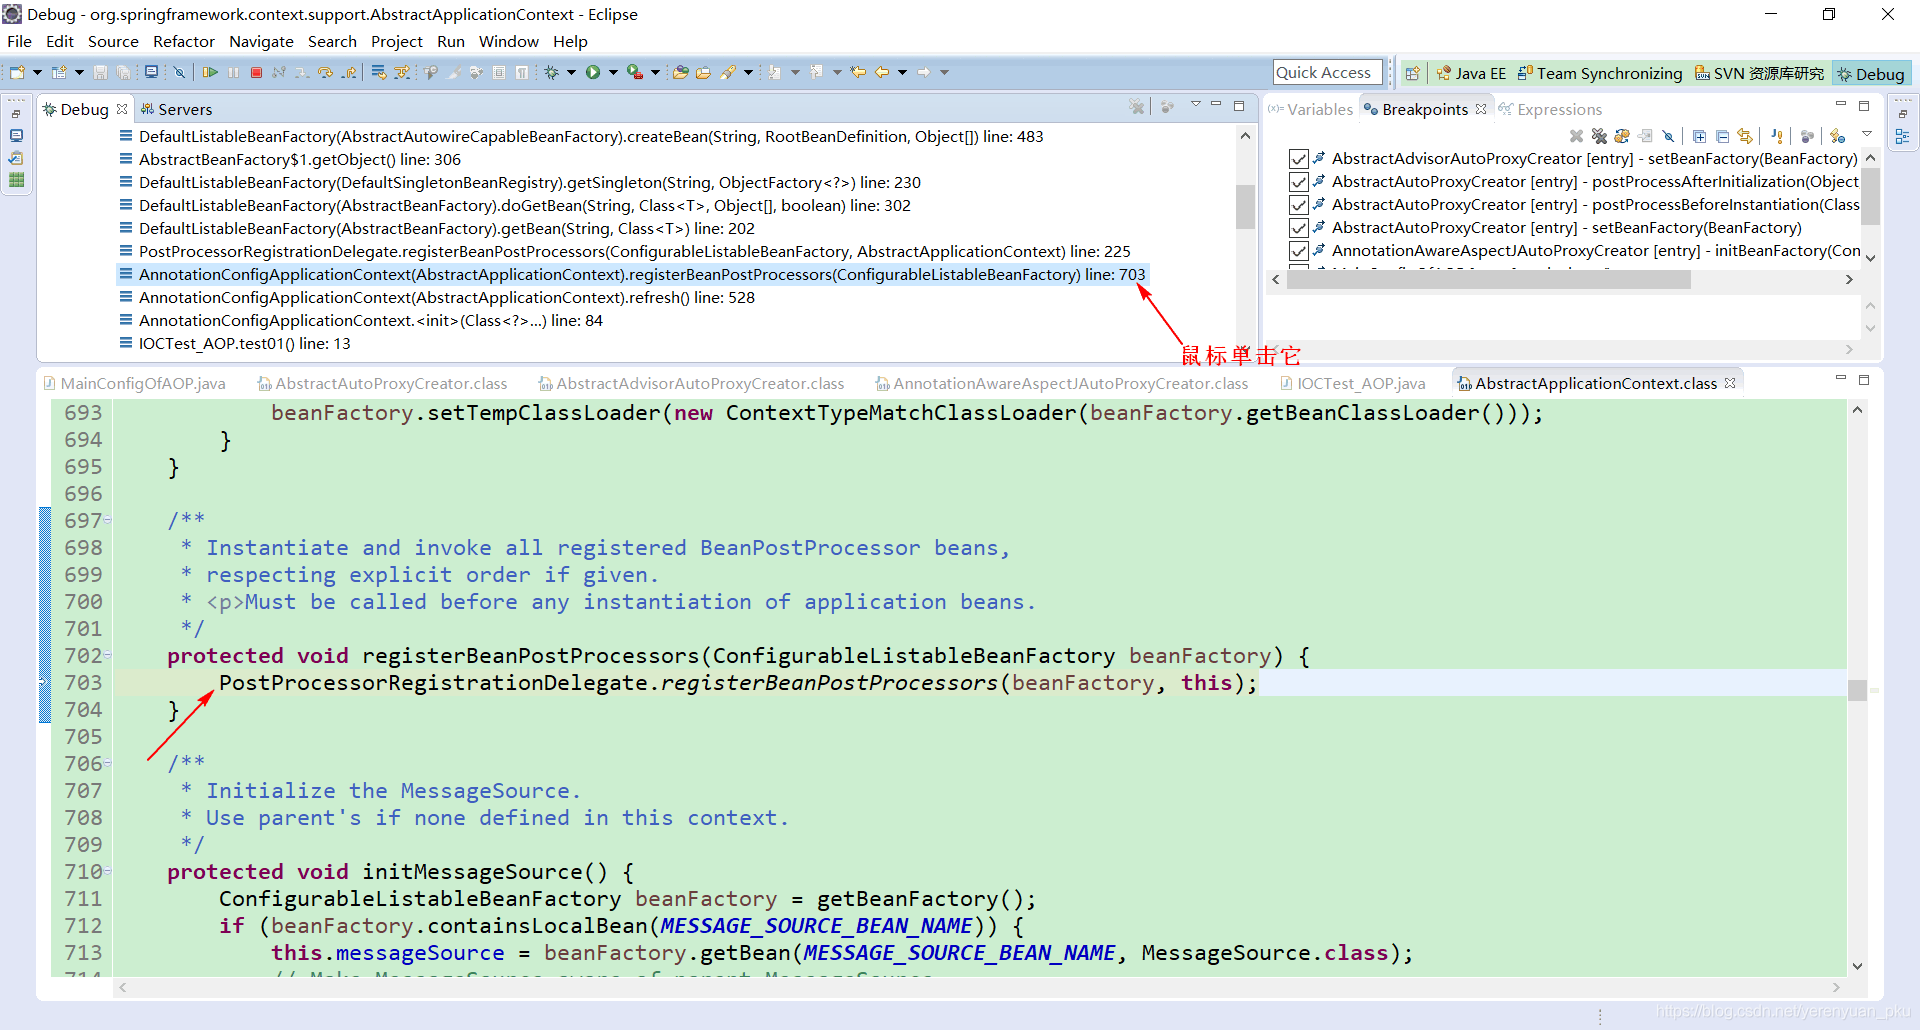 Debug - org.springframework.context.support.AbstractApplicationContext - Eclipse
File Edit Source Refactor Navigate Search Project Run Window Help
Quick Access Java EE Team Synchronizing SVN 资源库研究 Debug
Debug Servers
DefaultListableBeanFactory(AbstractAutowireCapableBeanFactory).createBean(String, RootBeanDefinition, Object[]) line: 483
AbstractBeanFactory$1.getObject() line: 306
DefaultListableBeanFactory(DefaultSingletonBeanRegistry).getSingleton(String, ObjectFactory<?>) line: 230
DefaultListableBeanFactory(AbstractBeanFactory).doGetBean(String, Class<T>, Object[], boolean) line: 302
DefaultListableBeanFactory(AbstractBeanFactory).getBean(String, Class<T>) line: 202
PostProcessorRegistrationDelegate.registerBeanPostProcessors(ConfigurableListableBeanFactory, AbstractApplicationContext) line: 225
AnnotationConfigApplicationContext(AbstractApplicationContext).registerBeanPostProcessors(ConfigurableListableBeanFactory) line: 703
AnnotationConfigApplicationContext(AbstractApplicationContext).refresh() line: 528
AnnotationConfigApplicationContext.<init>(Class<?>...) line: 84
IOCTest_AOP.test01() line: 13
鼠标单击它
(x)= Variables Breakpoints Expressions
AbstractAdvisorAutoProxyCreator [entry] - setBeanFactory(BeanFactory)
AbstractAutoProxyCreator [entry] - postProcessAfterInitialization(Object
AbstractAutoProxyCreator [entry] - postProcessBeforeInstantiation(Class
AbstractAutoProxyCreator [entry] - setBeanFactory(BeanFactory)
AnnotationAwareAspectJAutoProxyCreator [entry] - initBeanFactory(Con
MainConfigOfAOP.java AbstractAutoProxyCreator.class AbstractAdvisorAutoProxyCreator.class AnnotationAwareAspectJAutoProxyCreator.class IOCTest_AOP.java AbstractApplicationContext.class
693 beanFactory.setTempClassLoader(new ContextTypeMatchClassLoader(beanFactory.getBeanClassLoader()));
694 }
695 }
696
697 /**
698 * Instantiate and invoke all registered BeanPostProcessor beans,
699 * respecting explicit order if given.
700 * <p>Must be called before any instantiation of application beans.
701 */
702 protected void registerBeanPostProcessors(ConfigurableListableBeanFactory beanFactory) {
703 PostProcessorRegistrationDelegate.registerBeanPostProcessors(beanFactory, this);
704 }
705
706 /**
707 * Initialize the MessageSource.
708 * Use parent's if none defined in this context.
709 */
710 protected void initMessageSource() {
711 ConfigurableListableBeanFactory beanFactory = getBeanFactory();
712 if (beanFactory.containsLocalBean(MESSAGE_SOURCE_BEAN_NAME)) {
713 this.messageSource = beanFactory.getBean(MESSAGE_SOURCE_BEAN_NAME, MessageSource.class);
714 // Make MessageSource aware of parent MessageSource
https://blog.csdn.net/yerenyuan_pku